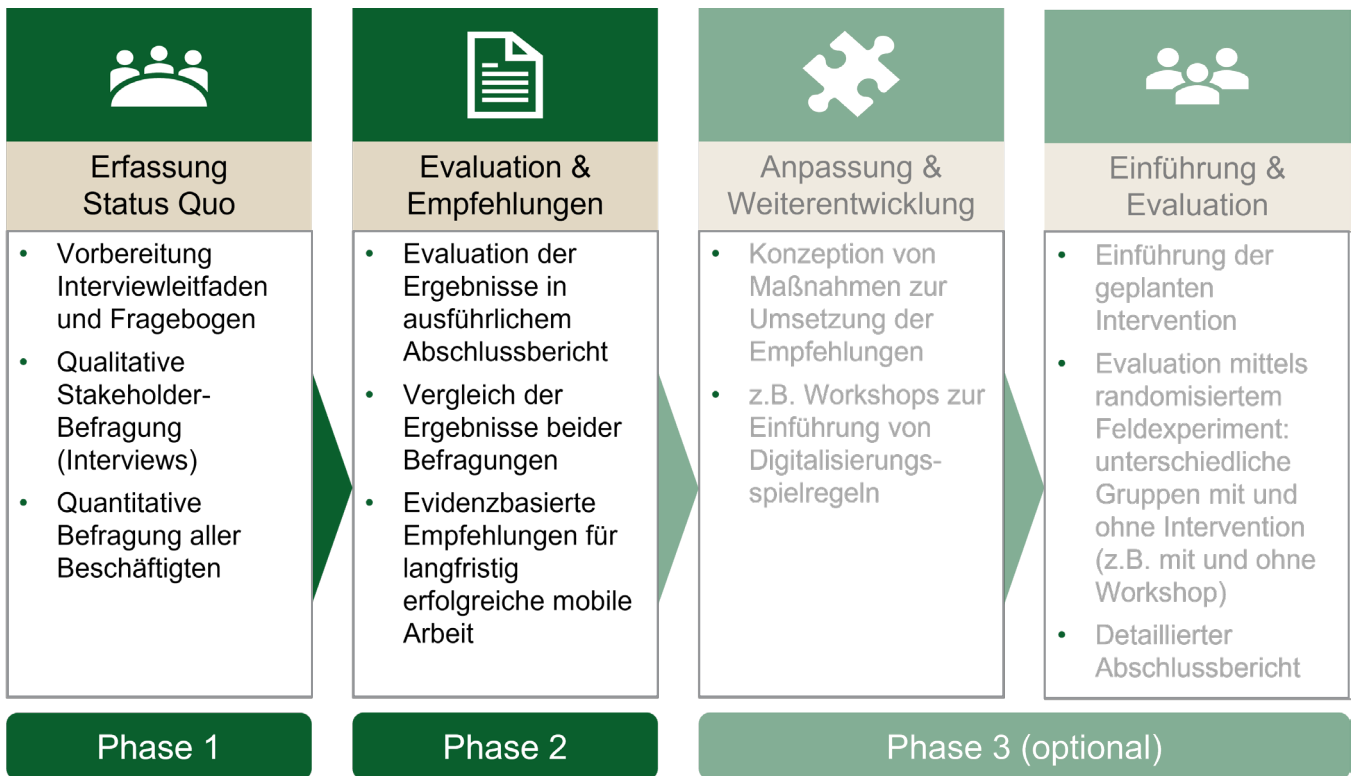 Erfassung
Status Quo
• Vorbereitung
Interviewleitfaden
und Fragebogen
• Qualitative
Stakeholder-
Befragung
(Interviews)
• Quantitative
Befragung aller
Beschäftigten
Phase 1
Evaluation &
Empfehlungen
• Evaluation der
Ergebnisse in
ausführlichem
Abschlussbericht
• Vergleich der
Ergebnisse beider
Befragungen
• Evidenzbasierte
Empfehlungen für
langfristig
erfolgreiche mobile
Arbeit
Phase 2
Anpassung &
Weiterentwicklung
• Konzeption von
Maßnahmen zur
Umsetzung der
Empfehlungen
• z.B. Workshops zur
Einführung von
Digitalisierungs-
spielregeln
Einführung &
Evaluation
• Einführung der
geplanten
Intervention
• Evaluation mittels
randomisiertem
Feldexperiment:
unterschiedliche
Gruppen mit und
ohne Intervention
(z.B. mit und ohne
Workshop)
• Detaillierter
Abschlussbericht
Phase 3 (optional)